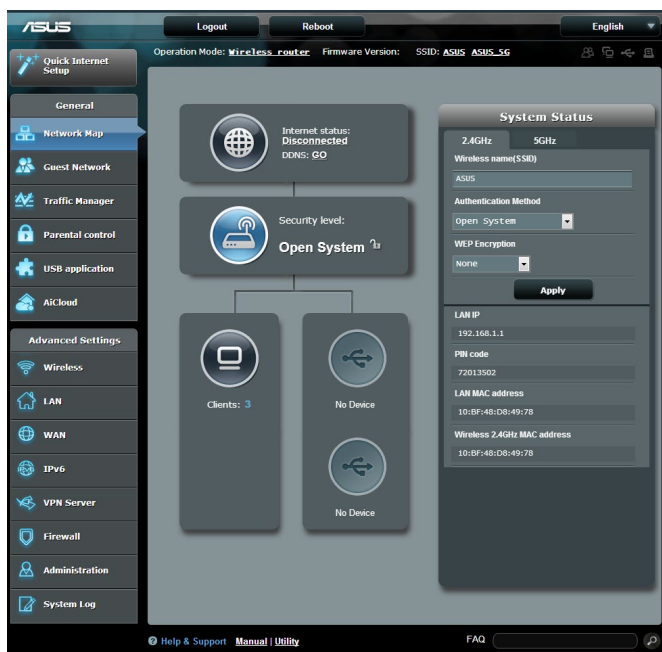 ASUS
Logout
Reboot
English
Operation Mode: Wireless router Firmware Version: SSID: ASUS ASUS_5G
Quick Internet
Setup
General
Network Map
Guest Network
Traffic Manager
Parental control
USB application
AiCloud
Advanced Settings
Wireless
LAN
WAN
IPv6
VPN Server
Firewall
Administration
System Log
Internet status:
Disconnected
DDNS: GO
Security level:
Open System
Clients: 3
No Device
No Device
System Status
2.4GHz
5GHz
Wireless name(SSID)
ASUS
Authentication Method
Open System
WEP Encryption
None
Apply
LAN IP
192.168.1.1
PIN code
72013502
LAN MAC address
10:BF:48:D8:49:78
Wireless 2.4GHz MAC address
10:BF:48:D8:49:78
Help & Support Manual | Utility
FAQ